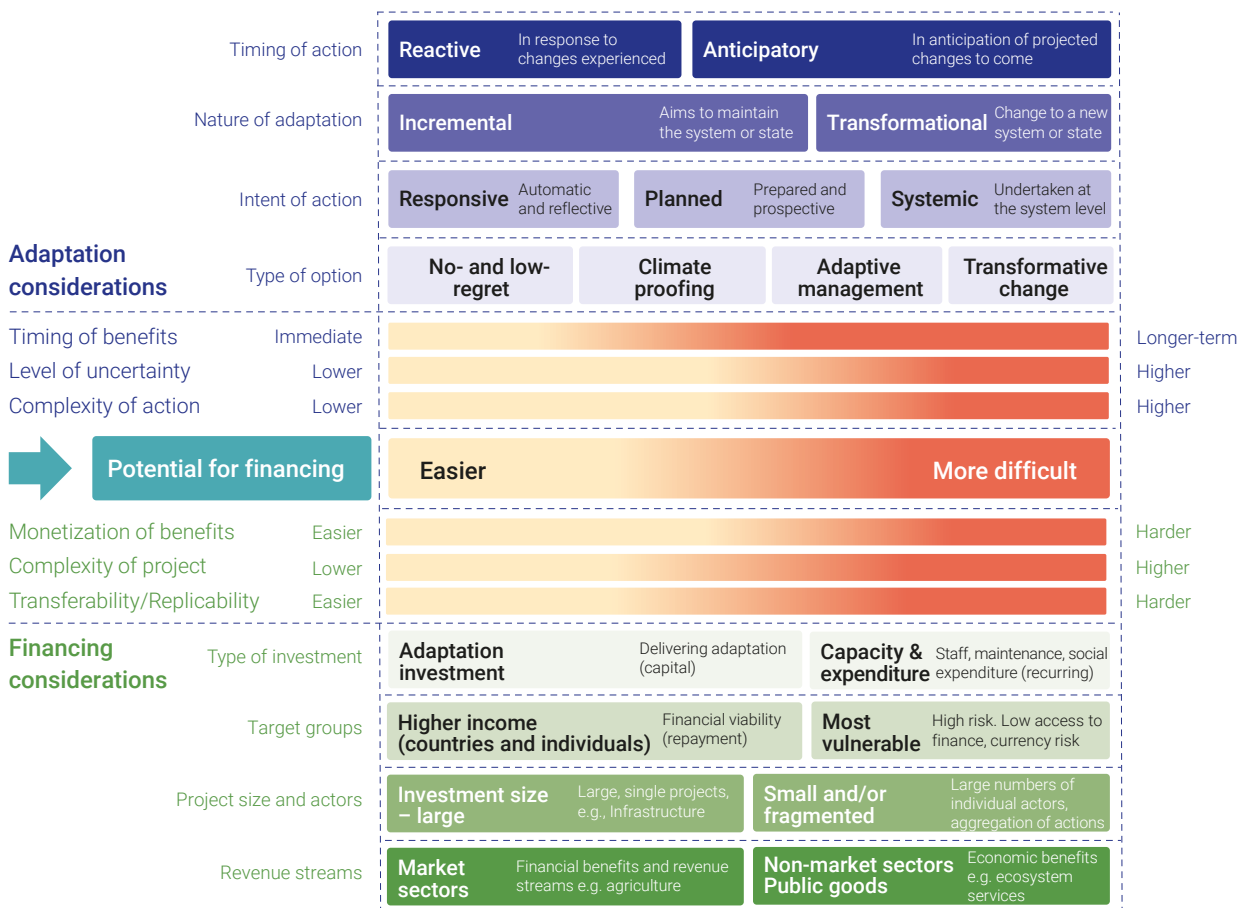 Timing of action
Reactive
In response to
changes experienced
Anticipatory
In anticipation of projected
changes to come
Nature of adaptation
Incremental
Aims to maintain
the system or state
Transformational
Change to a new
system or state
Intent of action
Responsive
Automatic
and reflective
Planned
Prepared and
prospective
Systemic
Undertaken at
the system level
Adaptation
considerations
Type of option
No- and low-
regret
Climate
proofing
Adaptive
management
Transformative
change
Timing of benefits
Immediate
Longer-term
Level of uncertainty
Lower
Higher
Complexity of action
Lower
Higher
Potential for financing
Easier
More difficult
Monetization of benefits
Easier
Harder
Complexity of project
Lower
Higher
Transferability/Replicability
Easier
Harder
Financing
considerations
Type of investment
Adaptation
investment
Delivering adaptation
(capital)
Capacity &
expenditure
Staff, maintenance, social
expenditure (recurring)
Target groups
Higher income
(countries and individuals)
Financial viability
(repayment)
Most
vulnerable
High risk. Low access to
finance, currency risk
Project size and actors
Investment size
– large
Large, single projects,
e.g., Infrastructure
Small and/or
fragmented
Large numbers of
individual actors,
aggregation of actions
Revenue streams
Market
sectors
Financial benefits and revenue
streams e.g. agriculture
Non-market sectors
Public goods
Economic benefits
e.g. ecosystem
services